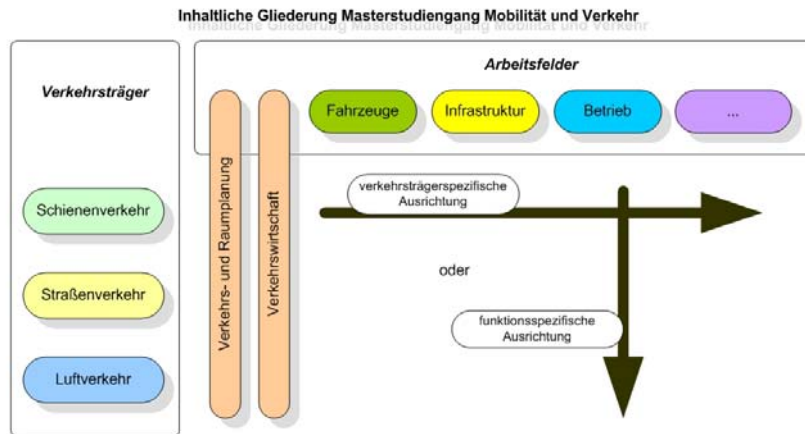 Inhaltliche Gliederung Masterstudiengang Mobilität und Verkehr
Verkehrsträger
Schienenverkehr
Straßenverkehr
Luftverkehr
Arbeitsfelder
Verkehrs- und Raumplanung
Verkehrswirtschaft
Fahrzeuge
Infrastruktur
Betrieb
...
verkehrsträgerspezifische
Ausrichtung
oder
funktionsspezifische
Ausrichtung